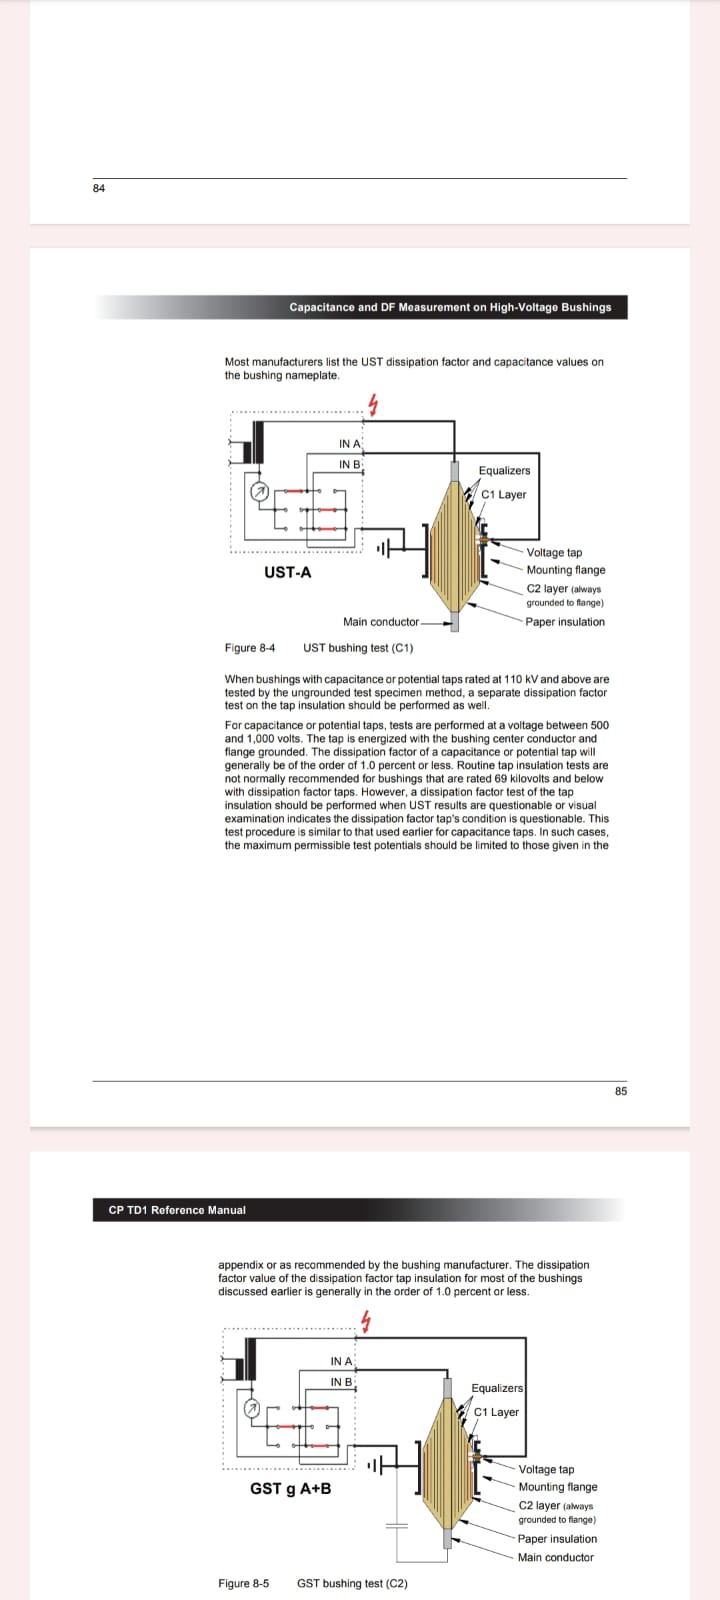 84
Capacitance and DF Measurement on High-Voltage Bushings
Most manufacturers list the UST dissipation factor and capacitance values on
the bushing nameplate.
IN A
IN B
Equalizers
C1 Layer
Voltage tap
UST-A
Mounting flange
C2 layer (always
grounded to flange)
Main conductor
Paper insulation
Figure 8-4 UST bushing test (C1)
When bushings with capacitance or potential taps rated at 110 kV and above are
tested by the ungrounded test specimen method, a separate dissipation factor
test on the tap insulation should be performed as well.
For capacitance or potential taps, tests are performed at a voltage between 500
and 1,000 volts. The tap is energized with the bushing center conductor and
flange grounded. The dissipation factor of a capacitance or potential tap will
generally be of the order of 1.0 percent or less. Routine tap insulation tests are
not normally recommended for bushings that are rated 69 kilovolts and below
with dissipation factor taps. However, a dissipation factor test of the tap
insulation should be performed when UST results are questionable or visual
examination indicates the dissipation factor tap's condition is questionable. This
test procedure is similar to that used earlier for capacitance taps. In such cases,
the maximum permissible test potentials should be limited to those given in the
85
CP TD1 Reference Manual
appendix or as recommended by the bushing manufacturer. The dissipation
factor value of the dissipation factor tap insulation for most of the bushings
discussed earlier is generally in the order of 1.0 percent or less.
IN A
IN B
Equalizers
C1 Layer
Voltage tap
GST g A+B
Mounting flange
C2 layer (always
grounded to flange)
Paper insulation
Main conductor
Figure 8-5 GST bushing test (C2)